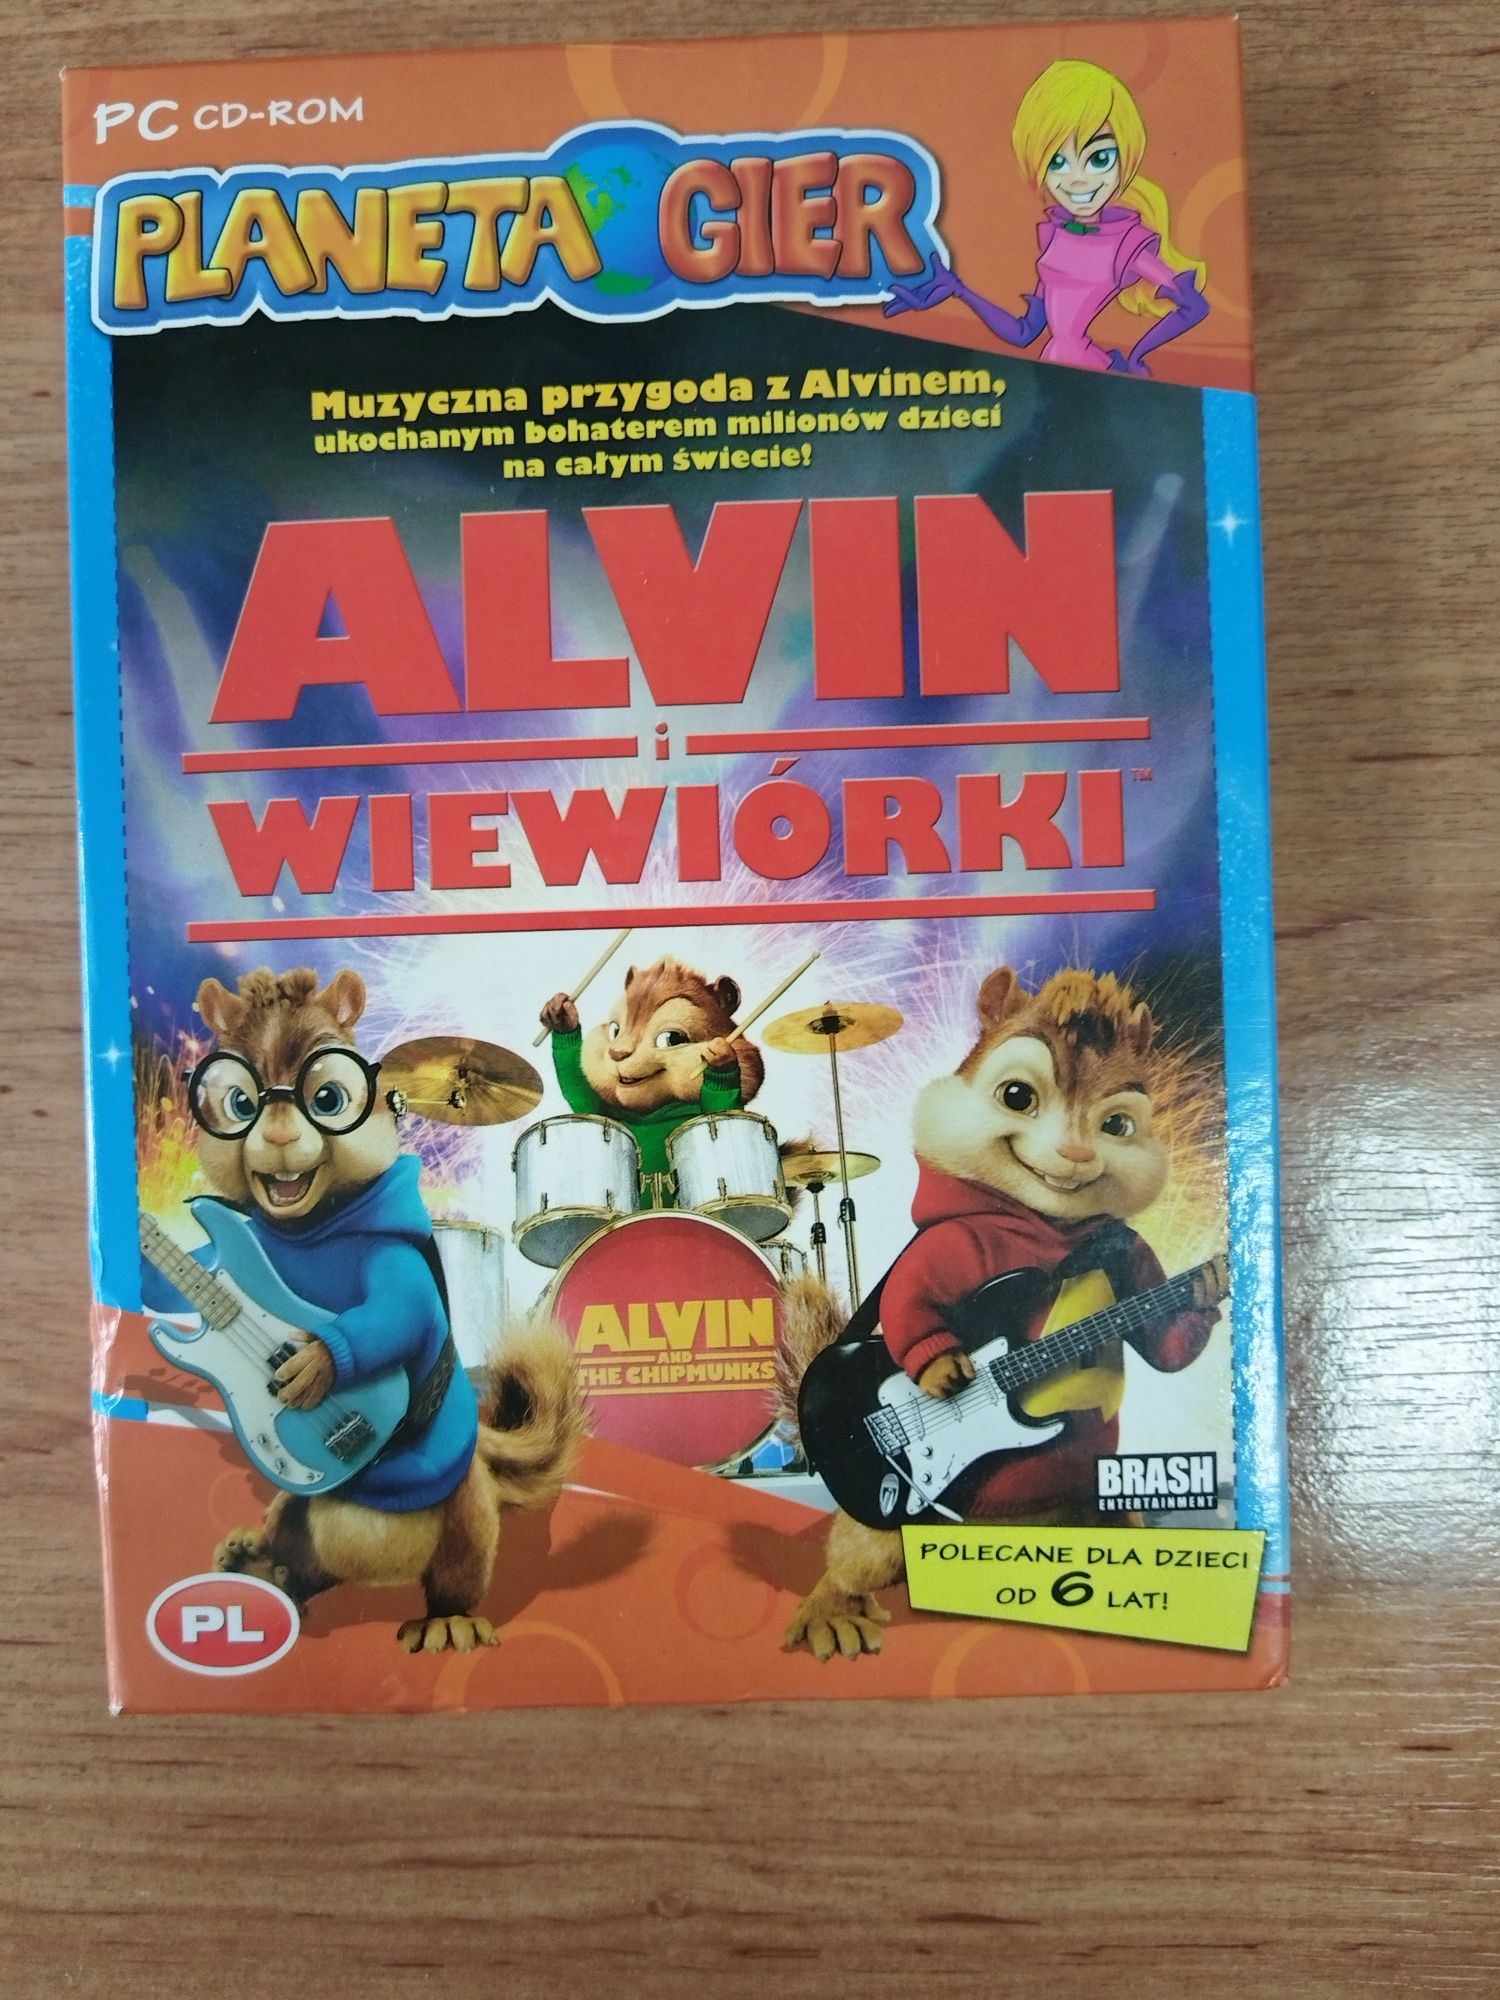 PC CD-ROM
PLANETA GIER
Muzyczna przygoda z Alvinem,
ukochanym bohaterem milionów dzieci
na całym świecie!
ALVIN
i
WIEWIÓRKI™
ALVIN
AND
THE CHIPMUNKS
BRASH
ENTERTAINMENT
POLECANE DLA DZIECI
OD 6 LAT!
PL